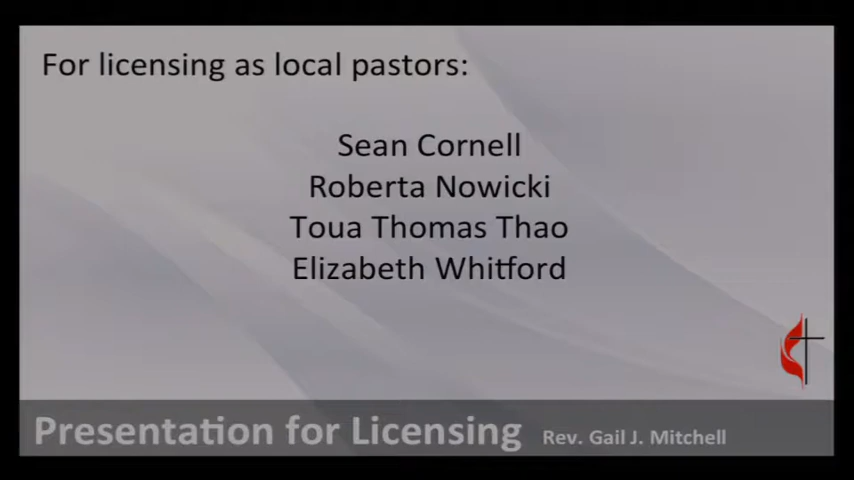 For licensing as local pastors:
Sean Cornell
Roberta Nowicki
Toua Thomas Thao
Elizabeth Whitford
Presentation for Licensing Rev. Gail J. Mitchell